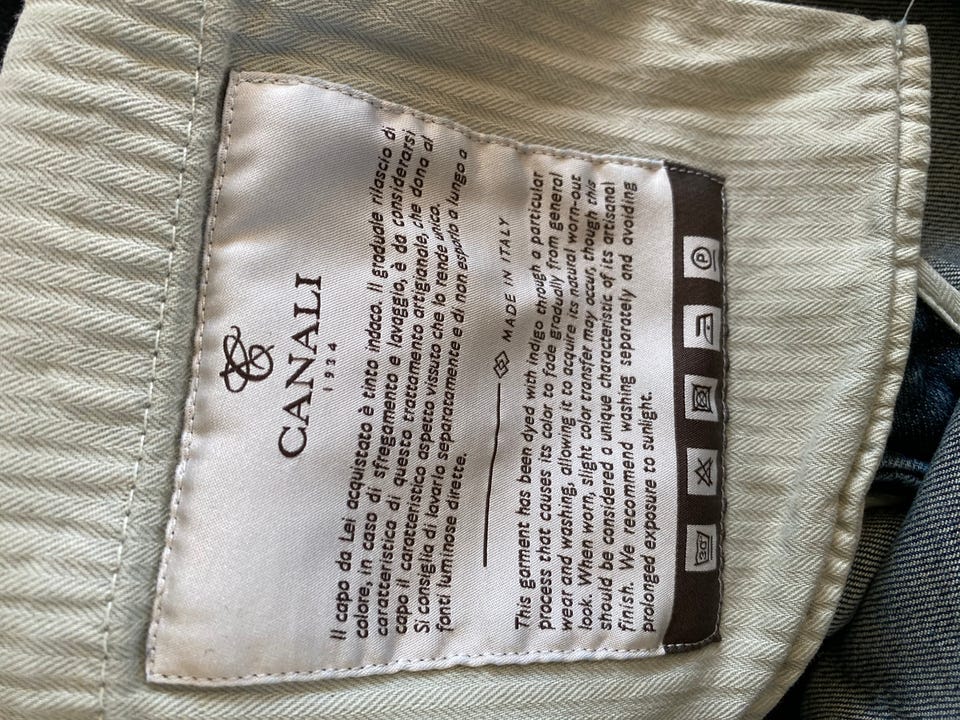 CANALI
1934
Il capo da Lei acquistato è tinto indaco. Il graduale rilascio di
colore, in caso di sfregamento e lavaggio, è da considerarsi
caratteristica di questo trattamento artigianale, che dona al
capo il caratteristico aspetto vissuto che lo rende unico.
Si consiglia di lavarlo separatamente e di non esporlo a lungo a
fonti luminose dirette.
MADE IN ITALY
This garment has been dyed with indigo through a particular
process that causes its color to fade gradually from general
wear and washing, allowing it to acquire its natural worn-out
look. When worn, slight color transfer may occur, though this
should be considered a unique characteristic of its artisanal
finish. We recommend washing separately and avoiding
prolonged exposure to sunlight.
30 P